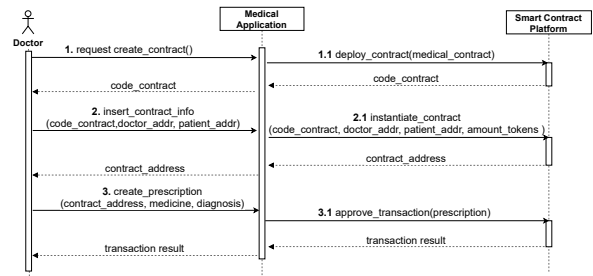 Medical
Application
Smart Contract
Platform
Doctor
1. request create_contract()
1.1 deploy_contract(medical_contract)
code_contract
code_contract
2. insert_contract_info
(code_contract,doctor_addr, patient_addr)
2.1 instantiate_contract
(code_contract, doctor_addr, patient_addr, amount_tokens )
contract_address
contract_address
3. create_prescription
(contract_address, medicine, diagnosis)
3.1 approve_transaction(prescription)
transaction result
transaction result